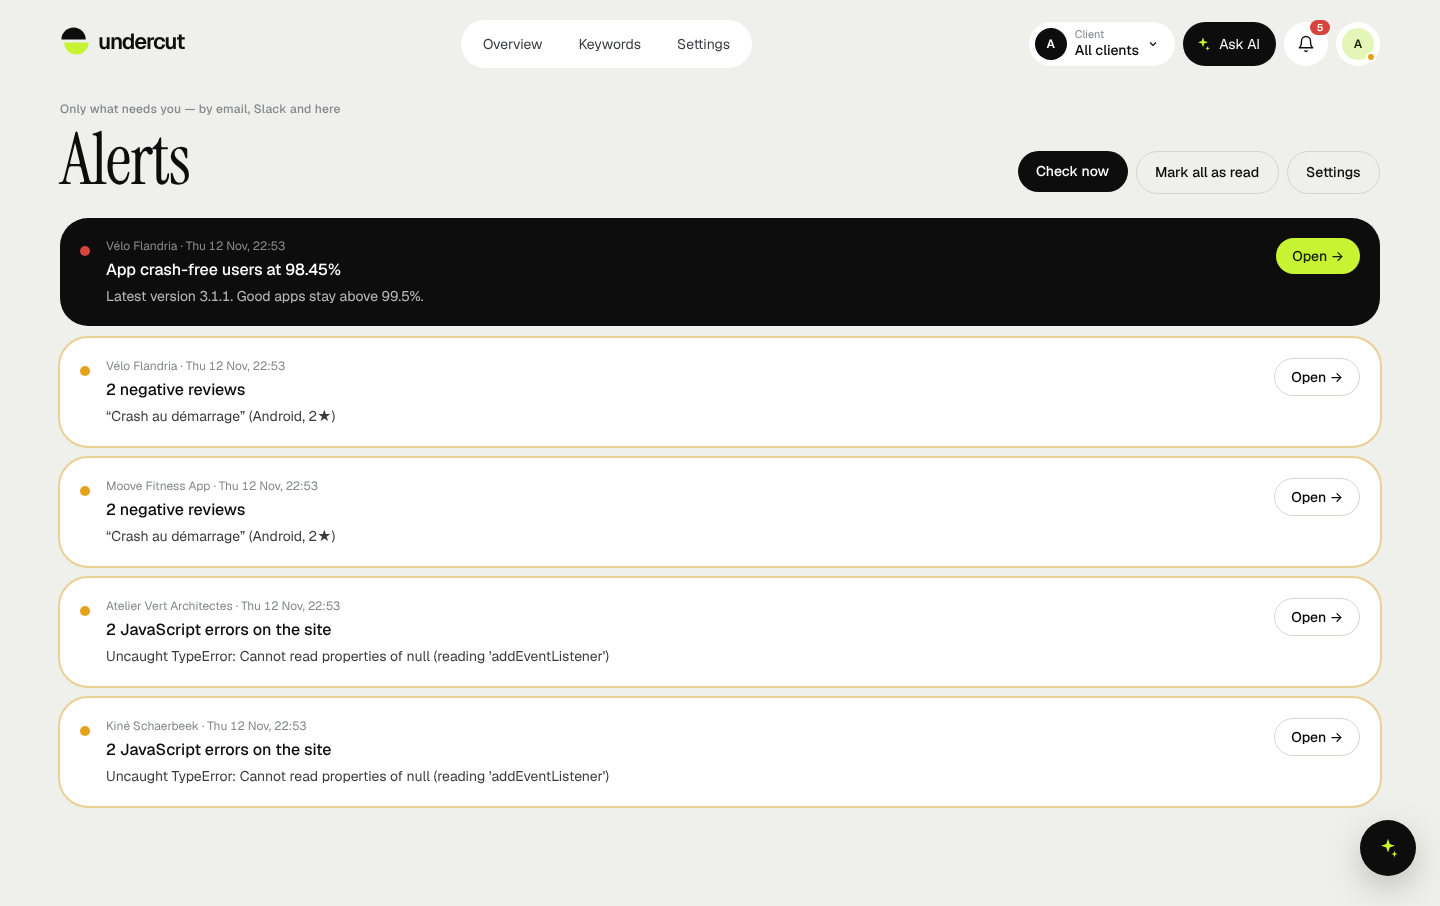 undercut
Overview
Keywords
Settings
A
Client
All clients
Ask AI
5
A
Only what needs you — by email, Slack and here
Alerts
Check now
Mark all as read
Settings
Vélo Flandria · Thu 12 Nov, 22:53
App crash-free users at 98.45%
Latest version 3.1.1. Good apps stay above 99.5%.
Open →
Vélo Flandria · Thu 12 Nov, 22:53
2 negative reviews
“Crash au démarrage” (Android, 2★)
Open →
Moove Fitness App · Thu 12 Nov, 22:53
2 negative reviews
“Crash au démarrage” (Android, 2★)
Open →
Atelier Vert Architectes · Thu 12 Nov, 22:53
2 JavaScript errors on the site
Uncaught TypeError: Cannot read properties of null (reading 'addEventListener')
Open →
Kiné Schaerbeek · Thu 12 Nov, 22:53
2 JavaScript errors on the site
Uncaught TypeError: Cannot read properties of null (reading 'addEventListener')
Open →